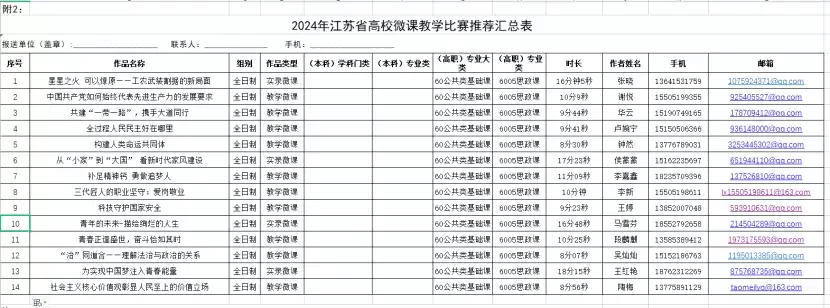 附2：
2024年江苏省高校微课教学比赛推荐汇总表
报送单位（盖章）：________________ 联系人：____________ 手机：________________
序号 作品名称 组别 作品类型 （本科）学科门类 （本科）专业类 （高职）专业大类 （高职）专业类 时长 作者姓名 手机 邮箱
1 星星之火 可以燎原——工农武装割据的新局面 全日制 实录微课 60公共类基础课 6005思政课 16分钟5秒 张晓 13641531759 1075924371@qq.com
2 中国共产党如何始终代表先进生产力的发展要求 全日制 教学微课 60公共类基础课 6005思政课 10分9秒 谢悦 15505199355 925405527@qq.com
3 共建“一带一路”，携手大道同行 全日制 教学微课 60公共类基础课 6005思政课 9分44秒 华云 15190749165 178709412@qq.com
4 全过程人民民主好在哪里 全日制 教学微课 60公共类基础课 6005思政课 9分41秒 卢婉宁 15150506366 936148000@qq.com
5 构建人类命运共同体 全日制 教学微课 60公共类基础课 6005思政课 8分30秒 钟然 13776789031 3253445302@qq.com
6 从“小家”到“大国” 看新时代家风建设 全日制 实录微课 60公共类基础课 6005思政课 17分23秒 15162235697 651944110@qq.com
7 补足精神钙 勇做追梦人 全日制 教学微课 60公共类基础课 6005思政课 11分09秒 李嘉鑫 18235709396 137526810@qq.com
8 三代匠人的职业坚守：爱岗敬业 全日制 教学微课 60公共类基础课 6005思政课 10分钟 李新 15505198611 lx15505198611@163.com
9 科技守护国家安全 全日制 教学微课 60公共类基础课 6005思政课 9分23秒 王婷 13852007048 593910631@qq.com
10 青年的未来-描绘绚烂的人生 全日制 实录微课 60公共类基础课 6005思政课 16分48秒 马雪芬 18552792658 214504289@qq.com
11 青春正逢盛世，奋斗恰如其时 全日制 教学微课 60公共类基础课 6005思政课 10分25秒 段麒麟 13585389412 1973175593@qq.com
12 “治”同道合——理解法治与政治的关系 全日制 教学微课 60公共类基础课 6005思政课 8分07秒 吴灿灿 15152186763 1195013385@qq.com
13 为实现中国梦注入青春能量 全日制 实录微课 60公共类基础课 6005思政课 18分15秒 王红艳 18762312269 875768735@qq.com
14 社会主义核心价值观彰显人民至上的价值立场 全日制 教学微课 60公共类基础课 6005思政课 8分56秒 陶梅 13775891129 taomeilyg@163.com